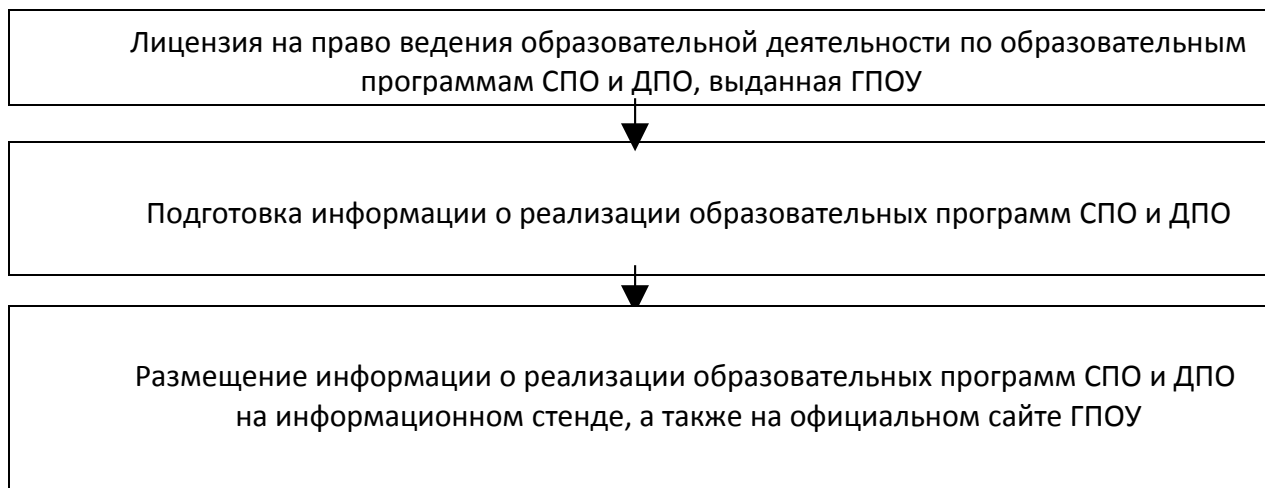 Лицензия на право ведения образовательной деятельности по образовательным
программам СПО и ДПО, выданная ГПОУ
Подготовка информации о реализации образовательных программ СПО и ДПО
Размещение информации о реализации образовательных программ СПО и ДПО
на информационном стенде, а также на официальном сайте ГПОУ